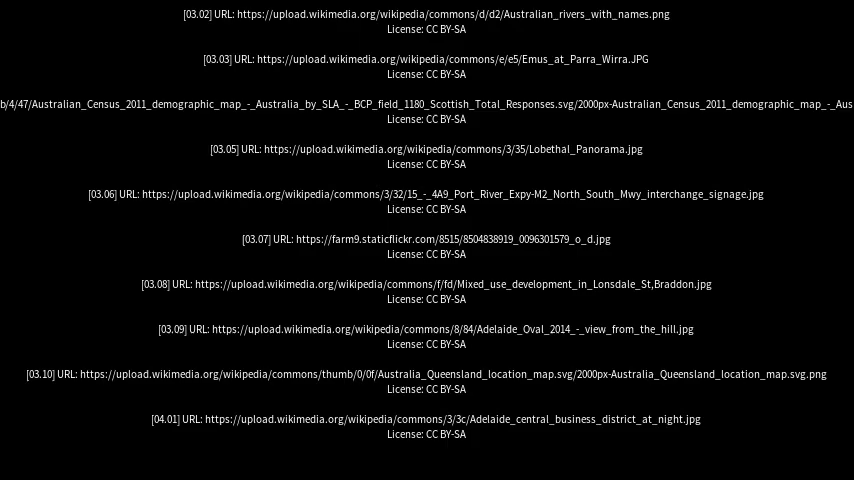 [03.02] URL: https://upload.wikimedia.org/wikipedia/commons/d/d2/Australian_rivers_with_names.png
License: CC BY-SA
[03.03] URL: https://upload.wikimedia.org/wikipedia/commons/e/e5/Emus_at_Parra_Wirra.JPG
License: CC BY-SA
b/4/47/Australian_Census_2011_demographic_map_-_Australia_by_SLA_-_BCP_field_1180_Scottish_Total_Responses.svg/2000px-Australian_Census_2011_demographic_map_-_Aus
License: CC BY-SA
[03.05] URL: https://upload.wikimedia.org/wikipedia/commons/3/35/Lobethal_Panorama.jpg
License: CC BY-SA
[03.06] URL: https://upload.wikimedia.org/wikipedia/commons/3/32/15_-_4A9_Port_River_Expy-M2_North_South_Mwy_interchange_signage.jpg
License: CC BY-SA
[03.07] URL: https://farm9.staticflickr.com/8515/8504838919_0096301579_o_d.jpg
License: CC BY-SA
[03.08] URL: https://upload.wikimedia.org/wikipedia/commons/f/fd/Mixed_use_development_in_Lonsdale_St,Braddon.jpg
License: CC BY-SA
[03.09] URL: https://upload.wikimedia.org/wikipedia/commons/8/84/Adelaide_Oval_2014_-_view_from_the_hill.jpg
License: CC BY-SA
[03.10] URL: https://upload.wikimedia.org/wikipedia/commons/thumb/0/0f/Australia_Queensland_location_map.svg/2000px-Australia_Queensland_location_map.svg.png
License: CC BY-SA
[04.01] URL: https://upload.wikimedia.org/wikipedia/commons/3/3c/Adelaide_central_business_district_at_night.jpg
License: CC BY-SA